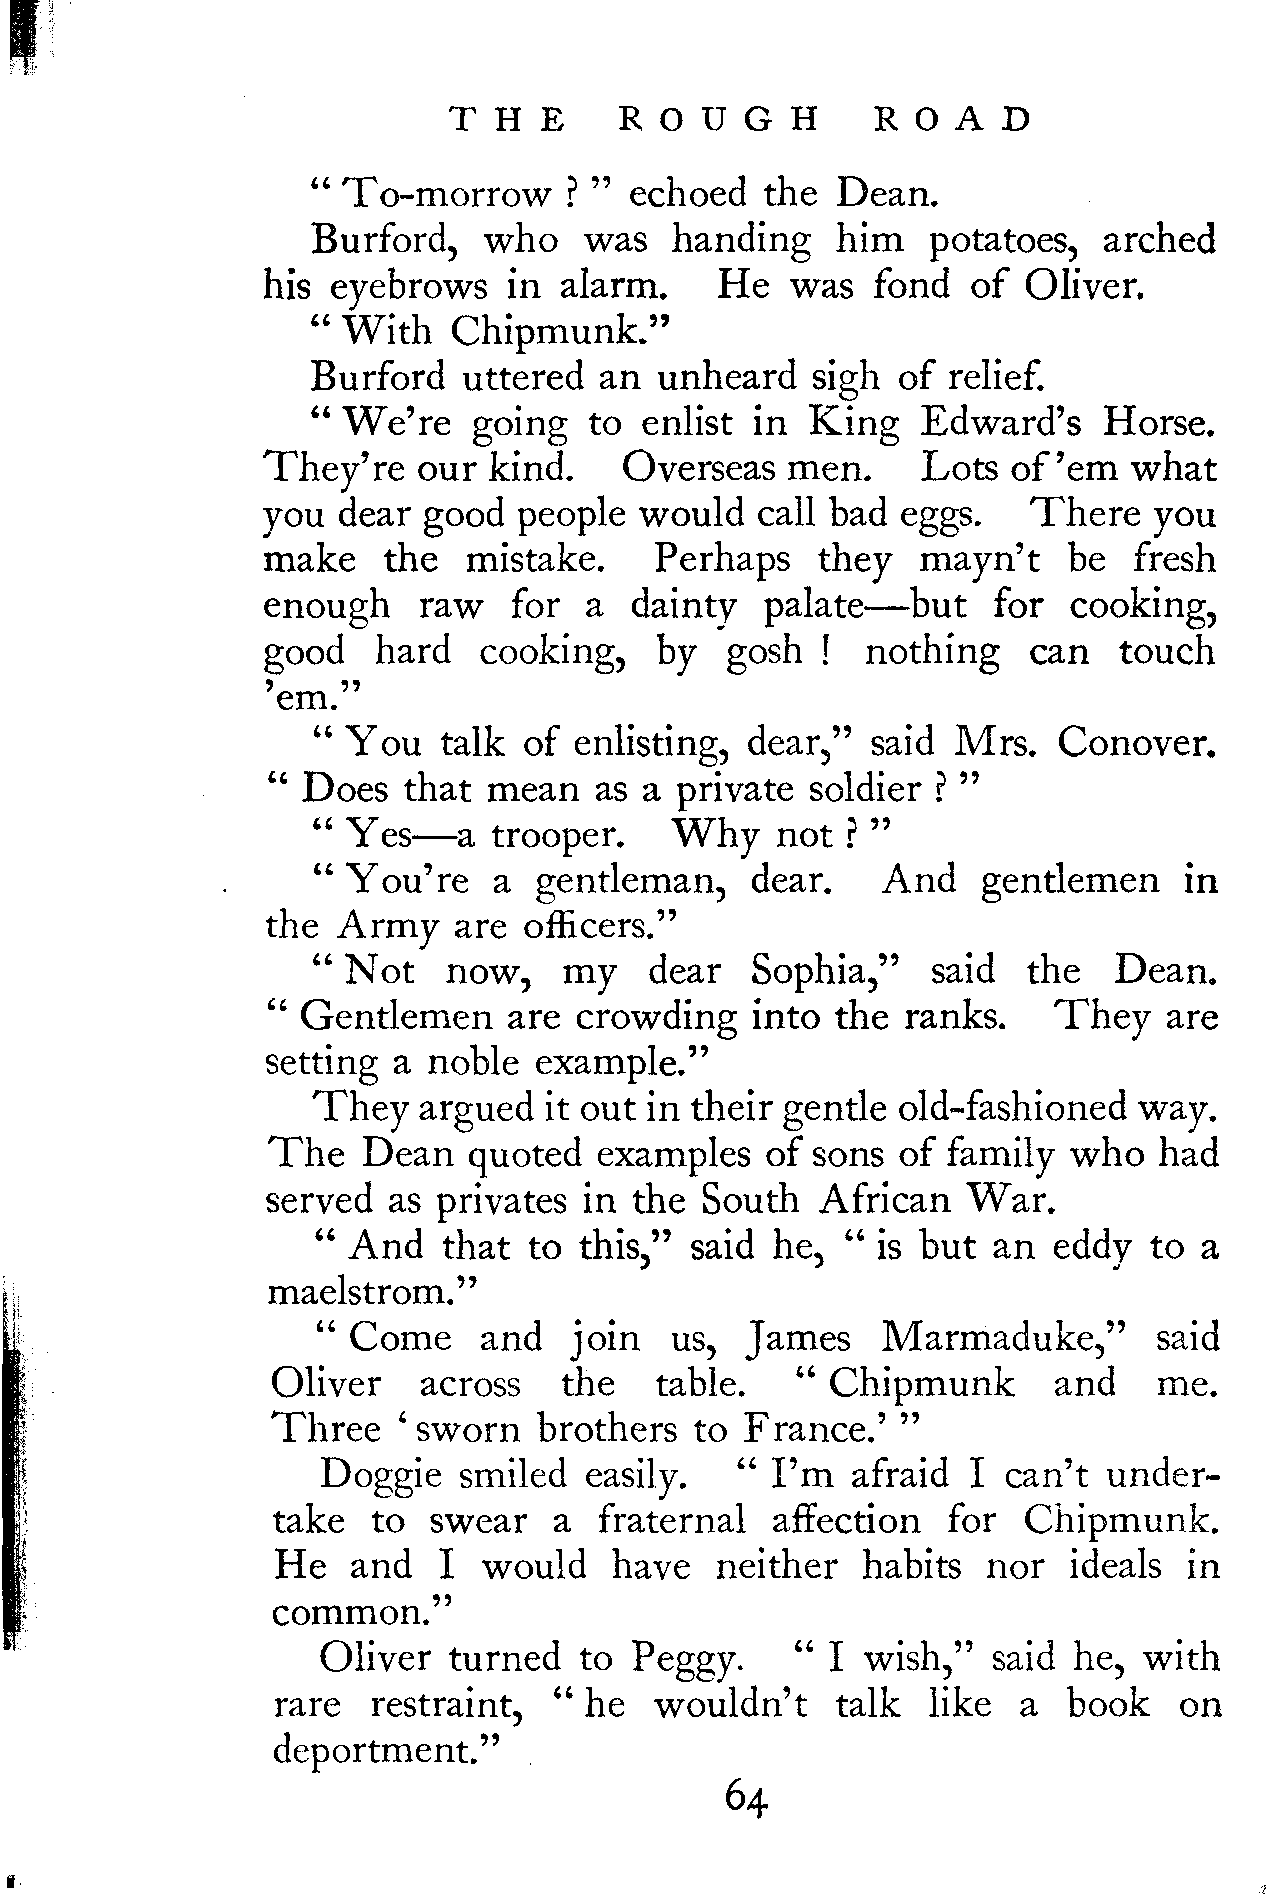 THE ROUGH ROAD
“ To-morrow ? ” echoed the Dean.
Burford, who was handing him potatoes, arched
his eyebrows in alarm. He was fond of Oliver.
“ With Chipmunk.”
Burford uttered an unheard sigh of relief.
“ We’re going to enlist in King Edward’s Horse.
They’re our kind. Overseas men. Lots of ’em what
you dear good people would call bad eggs. There you
make the mistake. Perhaps they mayn’t be fresh
enough raw for a dainty palate—but for cooking,
good hard cooking, by gosh ! nothing can touch
’em.”
“ You talk of enlisting, dear,” said Mrs. Conover.
“ Does that mean as a private soldier ? ”
“ Yes—a trooper. Why not ? ”
“ You’re a gentleman, dear. And gentlemen in
the Army are officers.”
“ Not now, my dear Sophia,” said the Dean.
“ Gentlemen are crowding into the ranks. They are
setting a noble example.”
They argued it out in their gentle old-fashioned way.
The Dean quoted examples of sons of family who had
served as privates in the South African War.
“ And that to this,” said he, “ is but an eddy to a
maelstrom.”
“ Come and join us, James Marmaduke,” said
Oliver across the table. “ Chipmunk and me.
Three ‘ sworn brothers to France.’ ”
Doggie smiled easily. “ I’m afraid I can’t under-
take to swear a fraternal affection for Chipmunk.
He and I would have neither habits nor ideals in
common.”
Oliver turned to Peggy. “ I wish,” said he, with
rare restraint, “ he wouldn’t talk like a book on
deportment.”
64